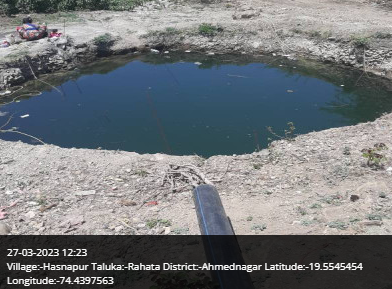 27-03-2023 12:23
Village:-Hasnapur Taluka:-Rahata District:-Ahmednagar Latitude:-19.5545454
Longitude:-74.4397563